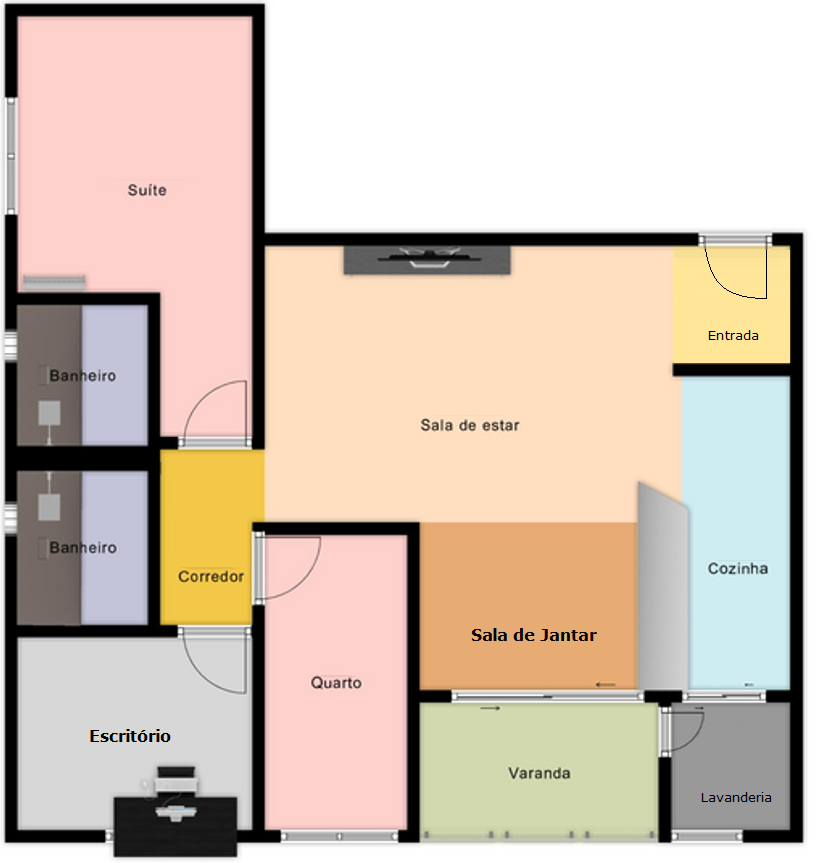 Suíte
Entrada
Banheiro
Sala de estar
Banheiro
Corredor
Cozinha
Sala de Jantar
Quarto
Escritório
Varanda
Lavanderia